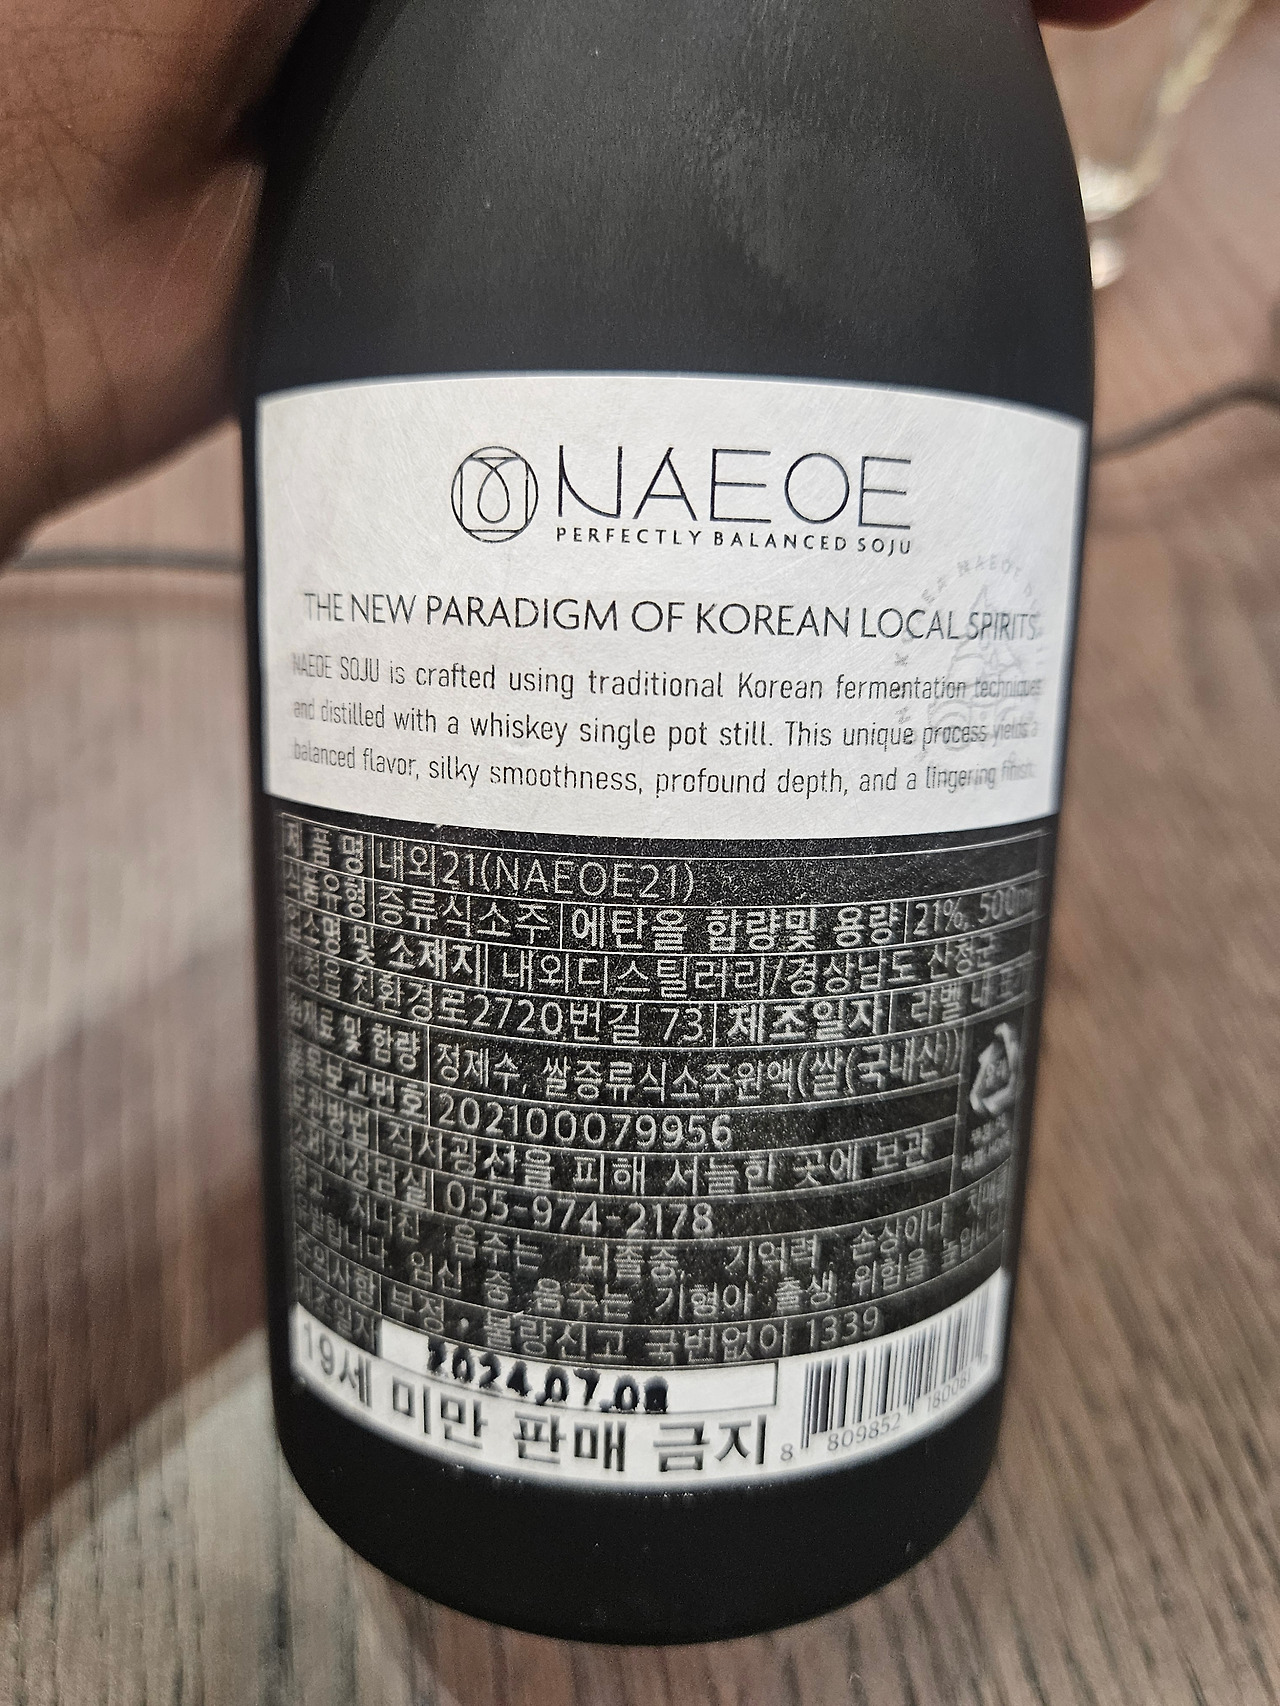 NAEOE
PERFECTLY BALANCED SOJU
THE NEW PARADIGM OF KOREAN LOCAL SPIRITS.
NAEOE SOJU is crafted using traditional Korean fermentation techniques
and distilled with a whiskey single pot still. This unique process yields a
balanced flavor, silky smoothness, profound depth, and a lingering finish.
제품명 내외21(NAEOE21)
식품유형 증류식소주 에탄올 함량및 용량 21%, 500ml
업소명 및 소재지 내외디스틸러리/경상남도 산청군
친환경로2720번길 73 제조일자 라벨 내 표기
원재료 및 함량 정제수, 쌀증류식소주원액(쌀(국내산))
품목보고번호 202100079956
보관방법 직사광선을 피해 서늘한 곳에 보관
소비자상담실 055-974-2178
경고 지나친 음주는 뇌졸중, 기억력 손상이나 치매를
유발합니다. 임신 중 음주는 기형아 출생 위험을 높입니다
주의사항 부정·불량신고 국번없이 1339
제조일자 2024.07.08
19세 미만 판매 금지
8 809852 180081